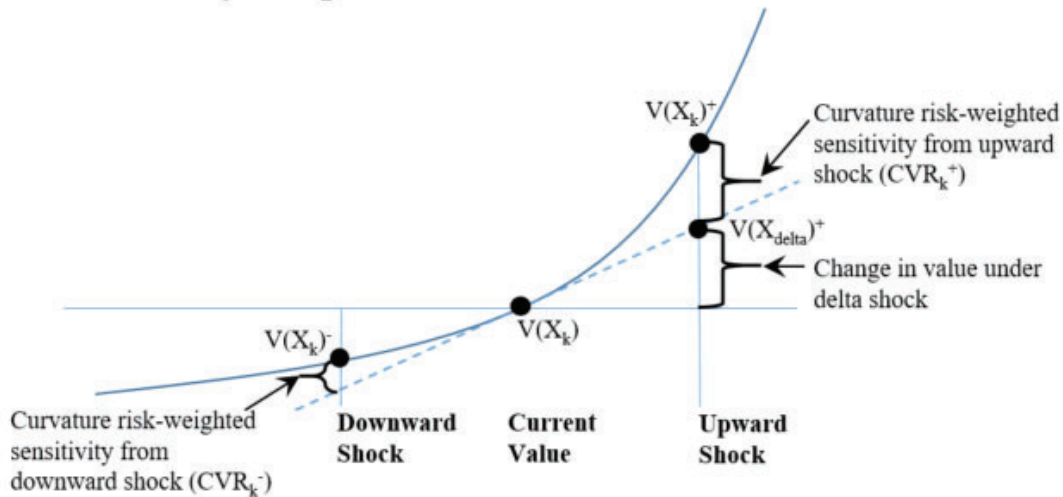 V(Xₖ)⁺
Curvature risk-weighted
sensitivity from upward
shock (CVRₖ⁺)
V(X_delta)⁺
Change in value under
delta shock
V(Xₖ)
V(Xₖ)⁻
Curvature risk-weighted
sensitivity from
downward shock (CVRₖ⁻)
Downward
Shock
Current
Value
Upward
Shock